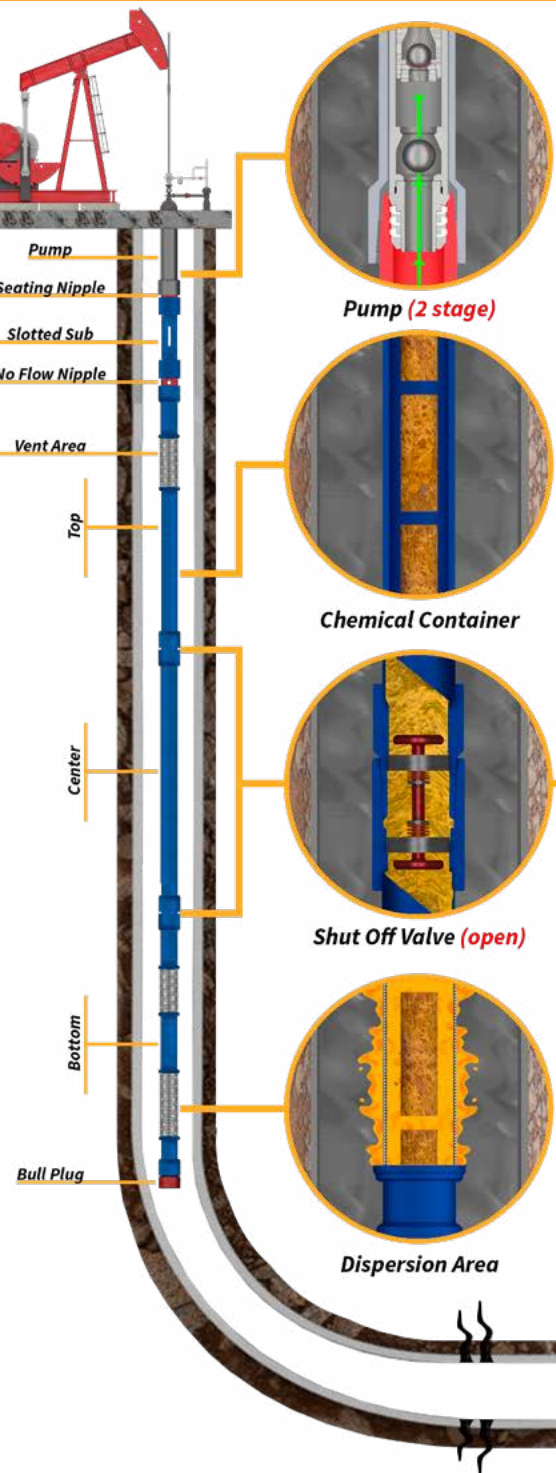 Pump
Seating Nipple
Slotted Sub
No Flow Nipple
Vent Area
Top
Center
Bottom
Bull Plug
Pump (2 stage)
Chemical Container
Shut Off Valve (open)
Dispersion Area